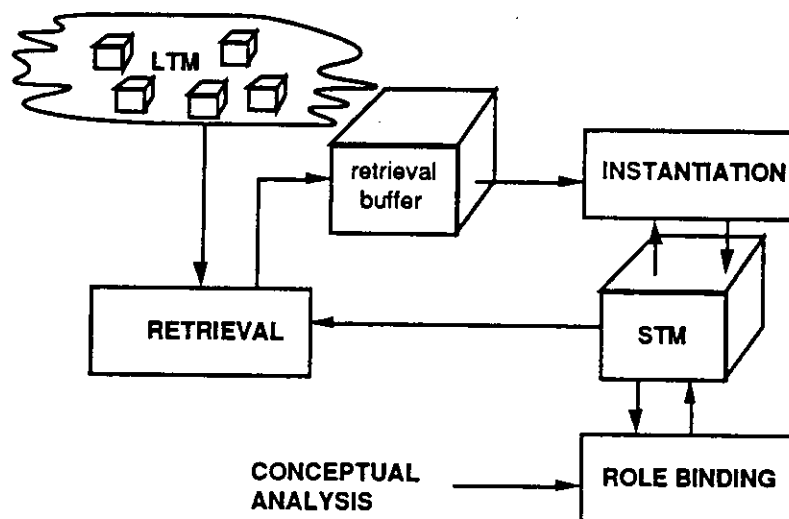 LTM
retrieval
buffer
INSTANTIATION
RETRIEVAL
STM
CONCEPTUAL
ANALYSIS
ROLE BINDING